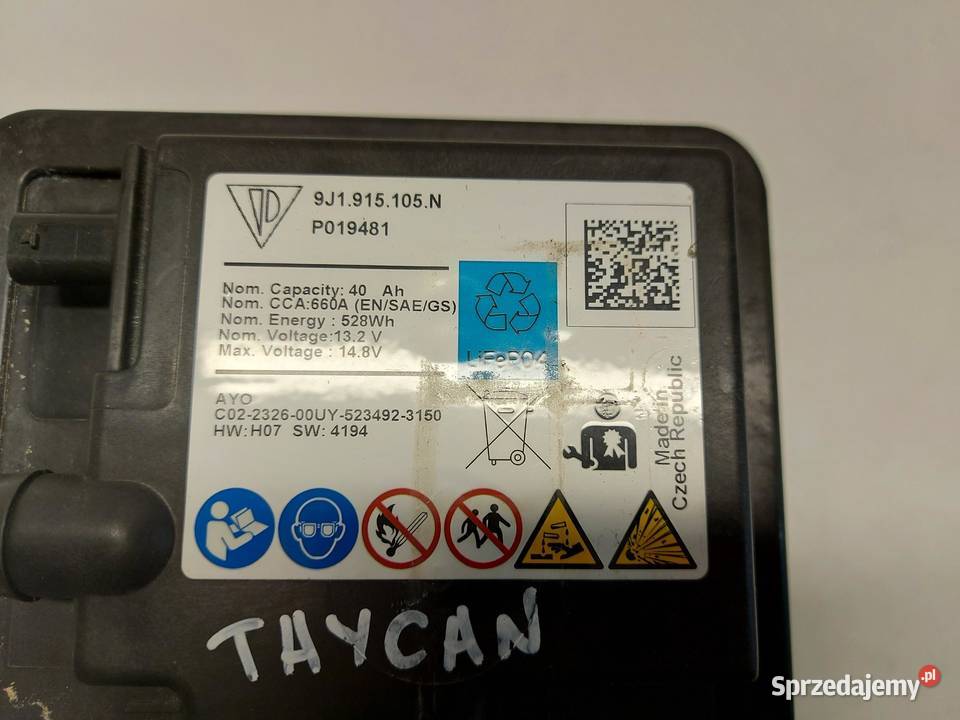 9J1.915.105.N
P019481
Nom. Capacity: 40 Ah
Nom. CCA:660A (EN/SAE/GS)
Nom. Energy : 528Wh
Nom. Voltage:13.2 V
Max. Voltage : 14.8V
LiFePO4
AYO
C02-2326-00UY-523492-3150
HW:H07 SW: 4194
Made in
Czech Republic
TAYCAN
Sprzedajemy.pl